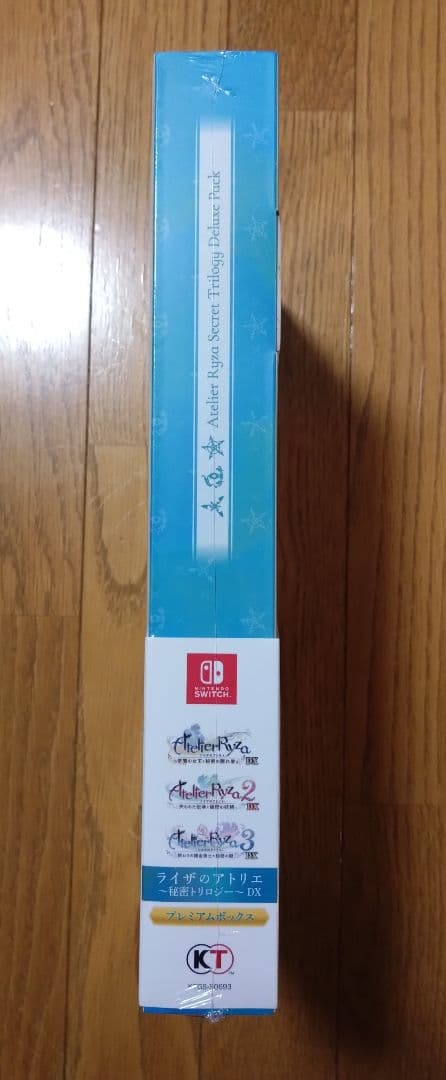 Atelier Ryza Secret Trilogy Deluxe Pack
NINTENDO
SWITCH
Atelier Ryza
DX
Atelier Ryza 2
DX
Atelier Ryza 3
DX
ライザのアトリエ
～秘密トリロジー～ DX
プレミアムボックス
KT